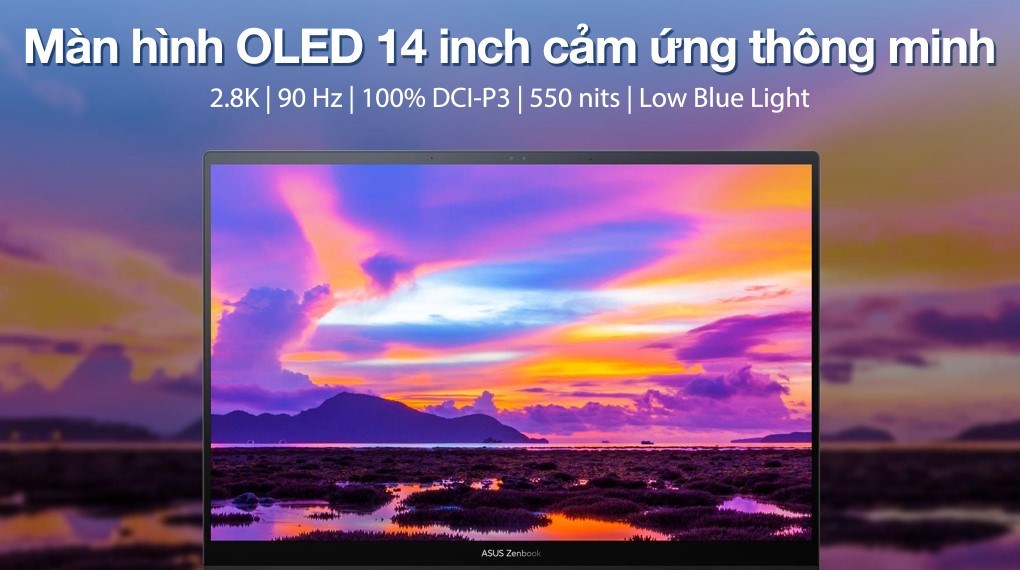 Màn hình OLED 14 inch cảm ứng thông minh
2.8K | 90 Hz | 100% DCI-P3 | 550 nits | Low Blue Light
ASUS Zenbook